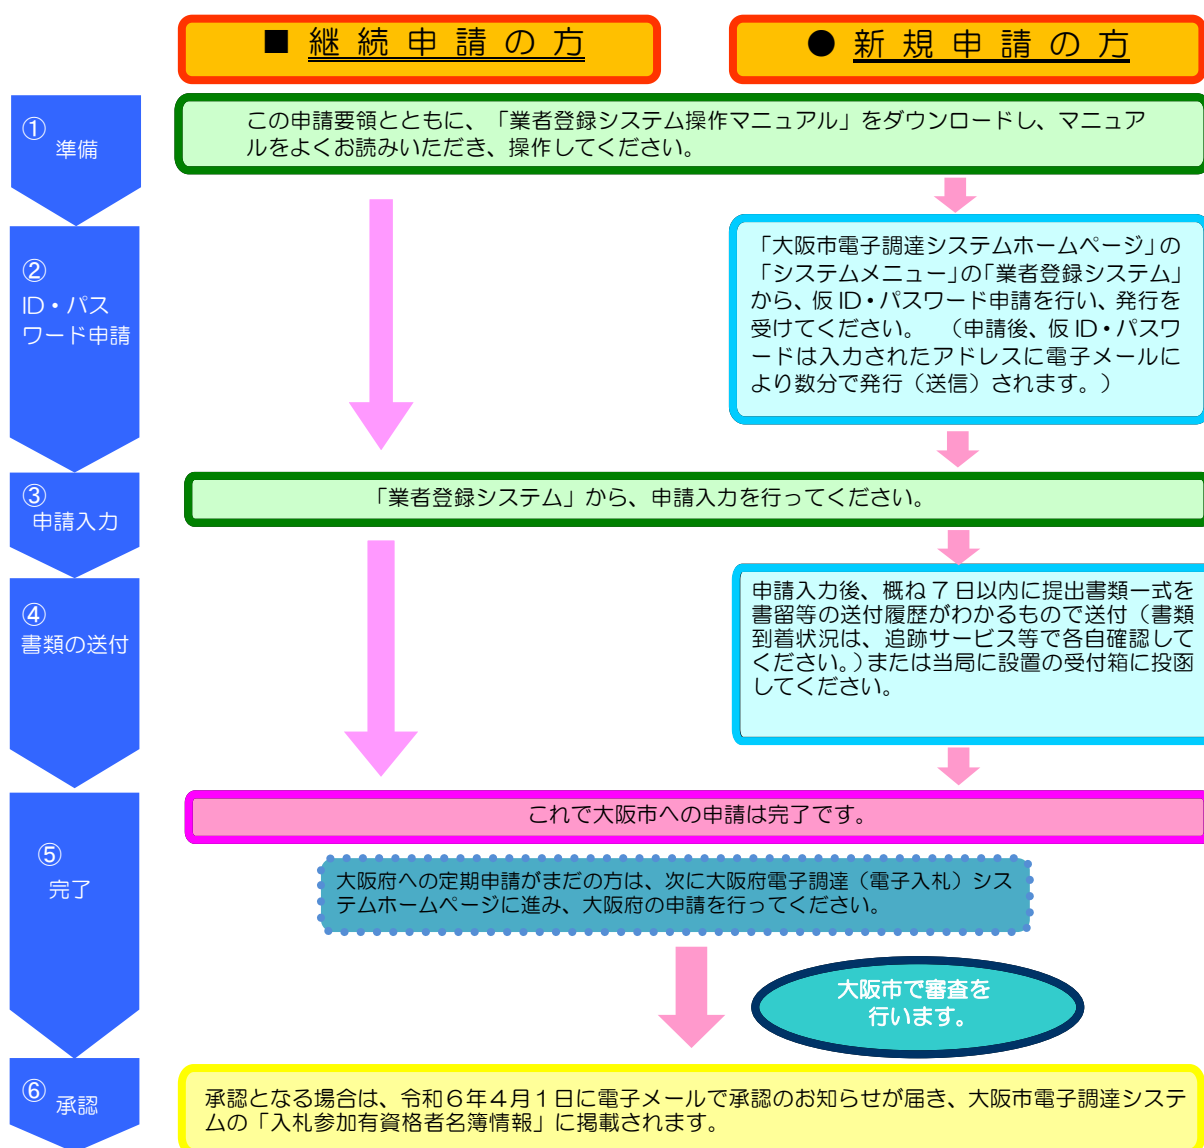 ■ 継続申請の方
● 新規申請の方
①
準備
この申請要領とともに、「業者登録システム操作マニュアル」をダウンロードし、マニュア
ルをよくお読みいただき、操作してください。
②
ID・パス
ワード申請
「大阪市電子調達システムホームページ」の
「システムメニュー」の「業者登録システム」
から、仮ID・パスワード申請を行い、発行を
受けてください。 （申請後、仮ID・パスワ
ードは入力されたアドレスに電子メールに
より数分で発行（送信）されます。）
③
申請入力
「業者登録システム」から、申請入力を行ってください。
④
書類の送付
申請入力後、概ね7日以内に提出書類一式を
書留等の送付履歴がわかるもので送付（書類
到着状況は、追跡サービス等で各自確認して
ください。）または当局に設置の受付箱に投函
してください。
⑤
完了
これで大阪市への申請は完了です。
大阪府への定期申請がまだの方は、次に大阪府電子調達（電子入札）シス
テムホームページに進み、大阪府の申請を行ってください。
大阪市で審査を
行います。
⑥
承認
承認となる場合は、令和６年４月１日に電子メールで承認のお知らせが届き、大阪市電子調達システ
ムの「入札参加有資格者名簿情報」に掲載されます。